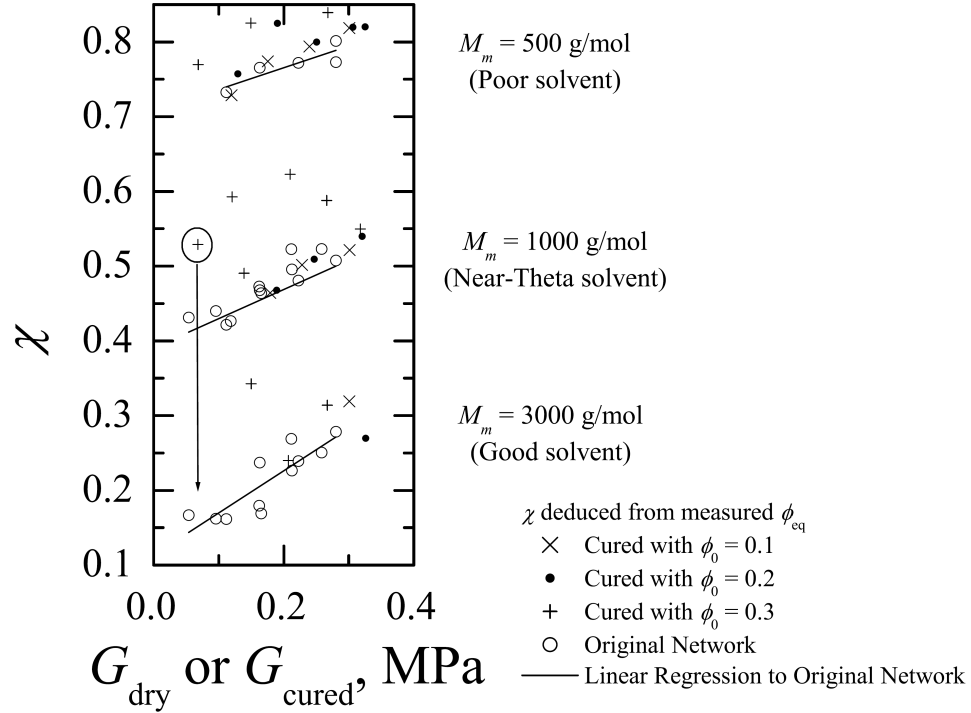 0.8
0.7
0.6
0.5
0.4
0.3
0.2
0.1
χ
0.0 0.2 0.4
G_dry or G_cured, MPa
M_m = 500 g/mol
(Poor solvent)
M_m = 1000 g/mol
(Near-Theta solvent)
M_m = 3000 g/mol
(Good solvent)
χ deduced from measured ϕ_eq
Cured with ϕ_0 = 0.1
Cured with ϕ_0 = 0.2
Cured with ϕ_0 = 0.3
Original Network
Linear Regression to Original Network